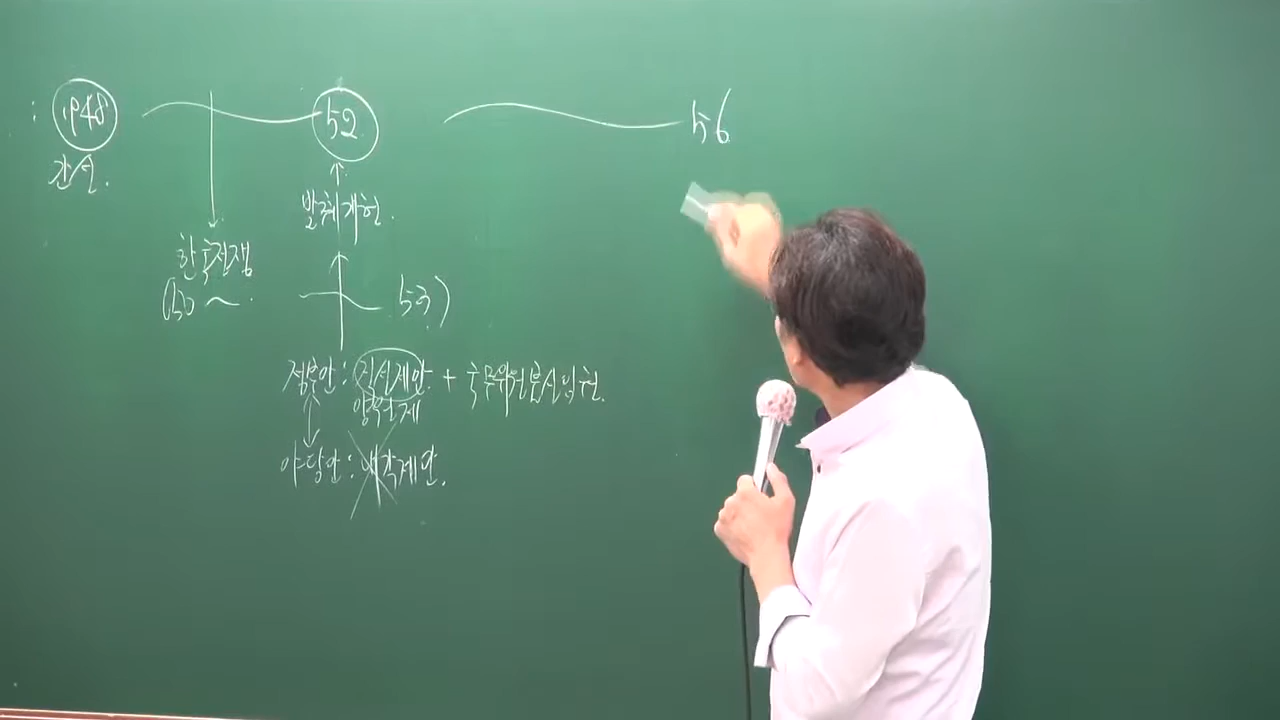 : 1948 52 56
간선.
발췌개헌.
한국전쟁
(50 ~ 53)
정부안 : 직선제안 + 국무위원불신임권.
양원제
야당안 : 내각제안.